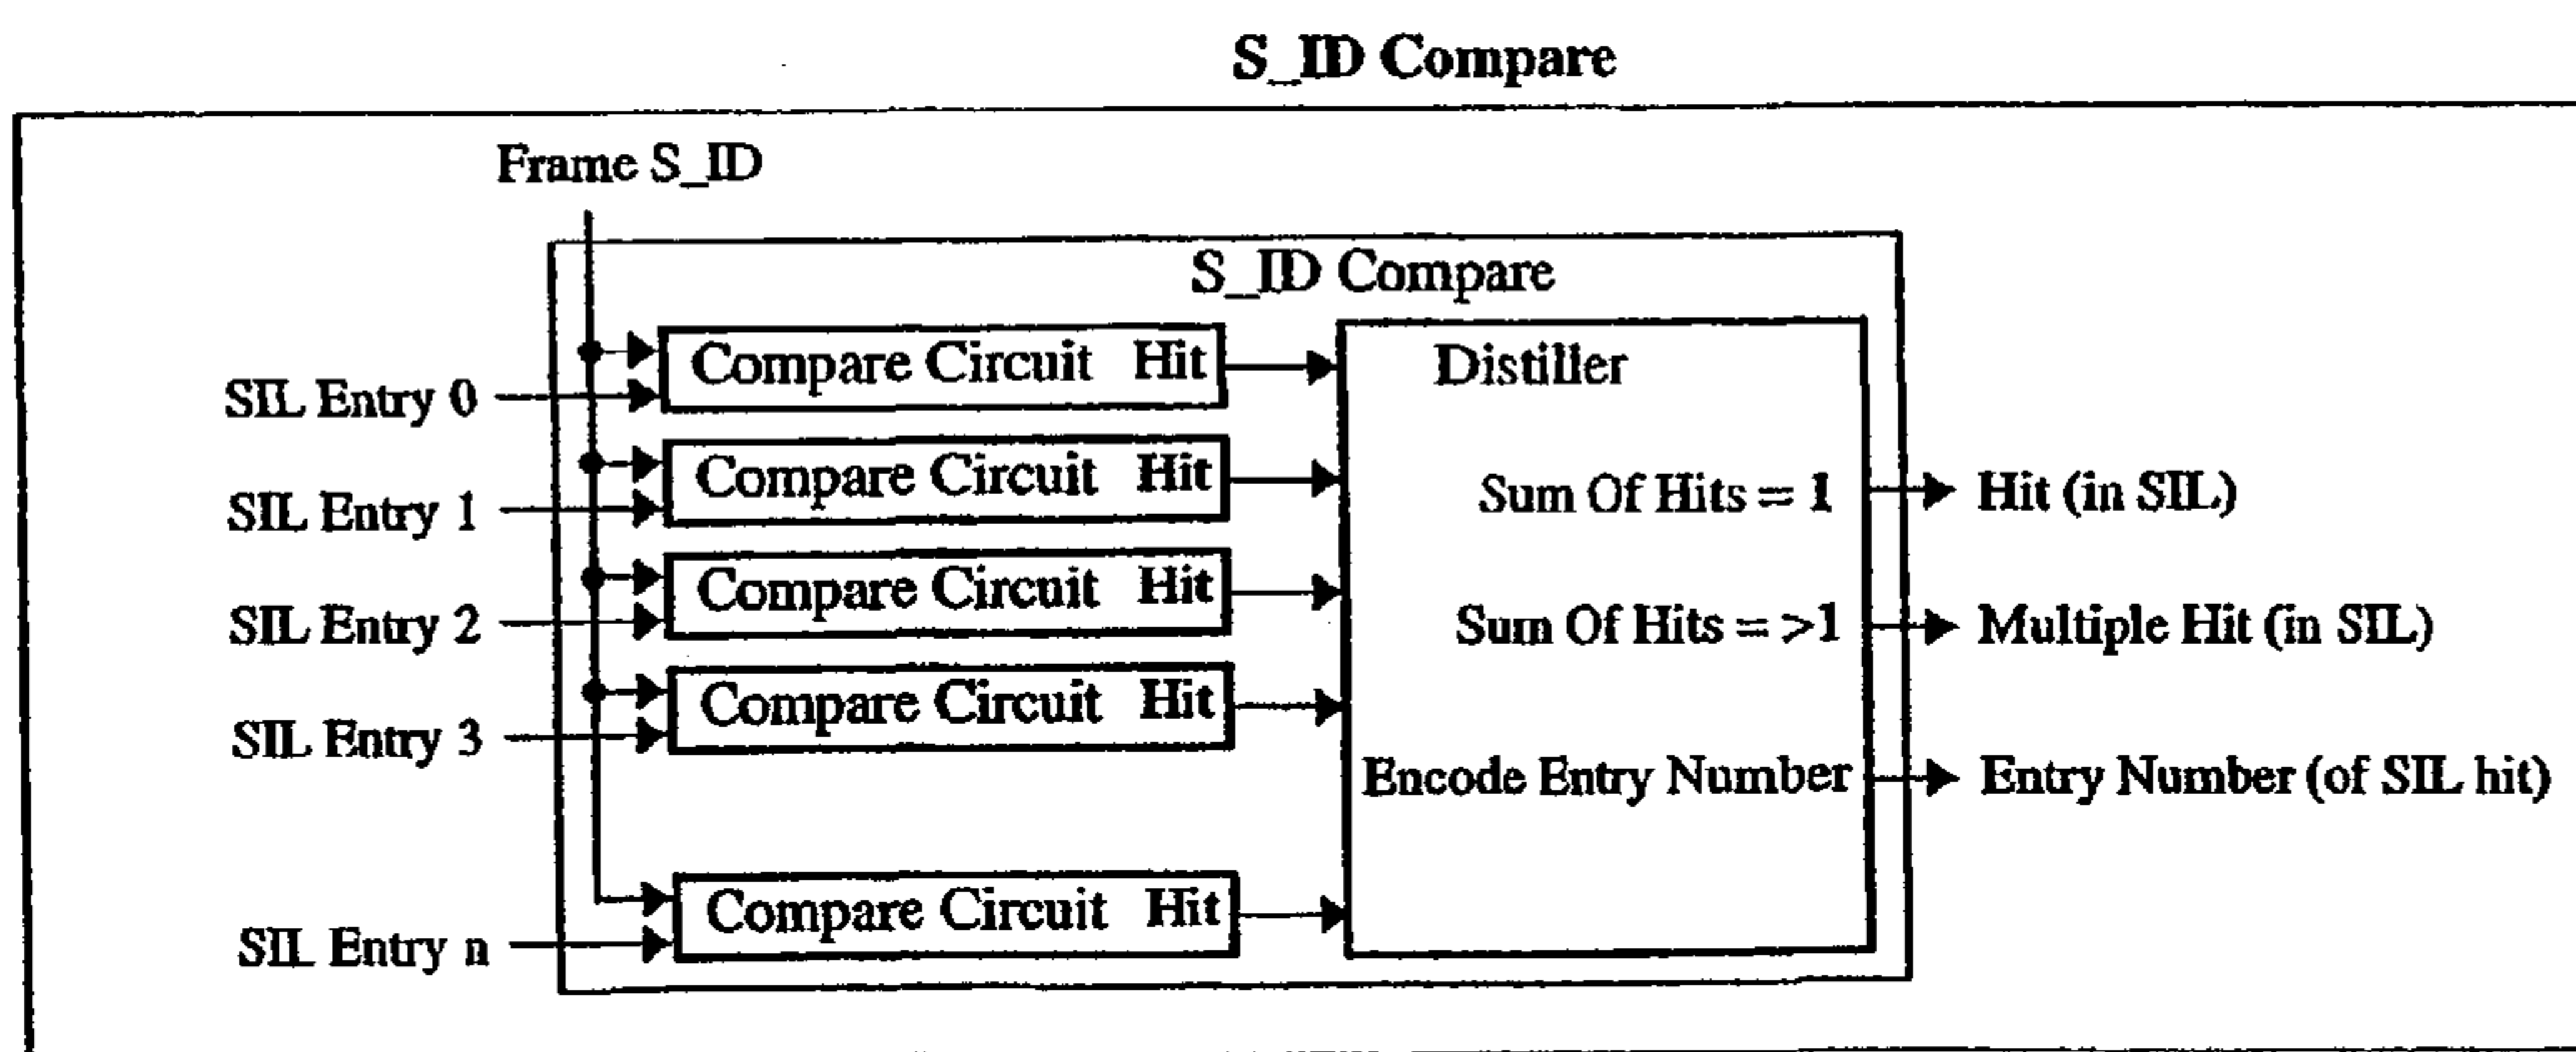 S_ID Compare
Frame S_ID
S_ID Compare
SIL Entry 0
Compare Circuit Hit
SIL Entry 1
Compare Circuit Hit
SIL Entry 2
Compare Circuit Hit
SIL Entry 3
Compare Circuit Hit
SIL Entry n
Compare Circuit Hit
Distiller
Sum Of Hits = 1
Hit (in SIL)
Sum Of Hits = >1
Multiple Hit (in SIL)
Encode Entry Number
Entry Number (of SIL hit)